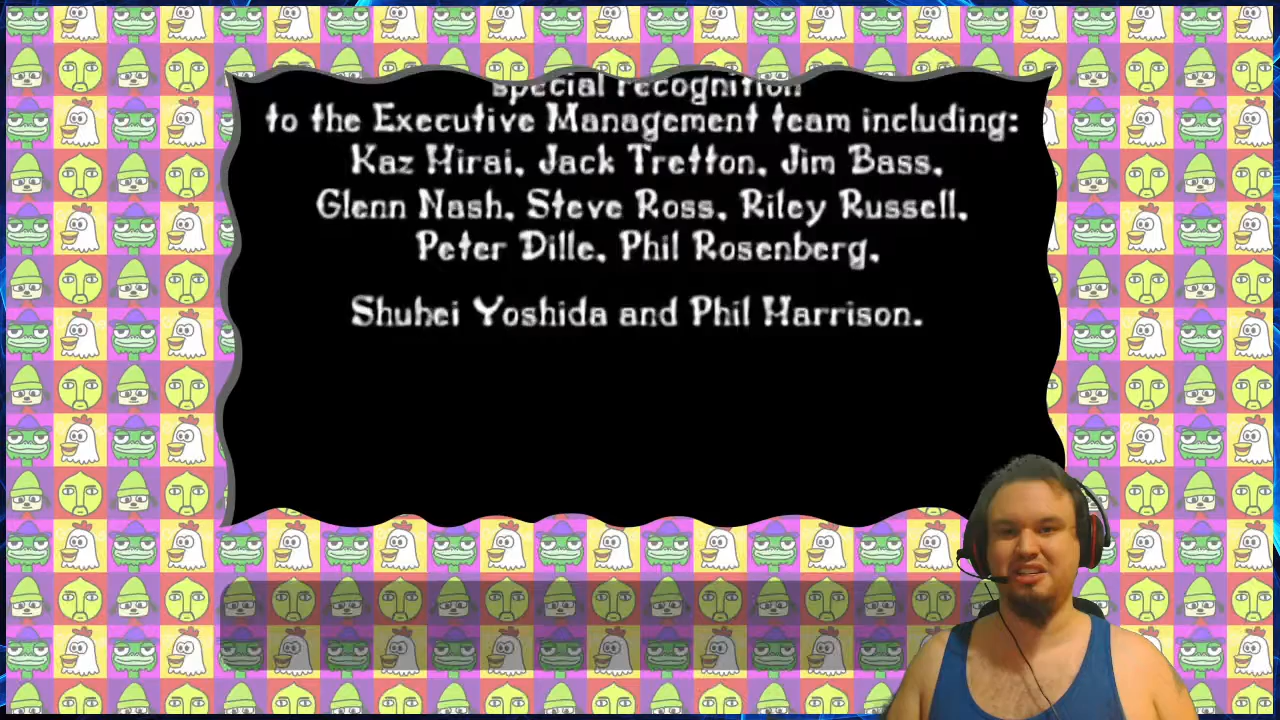 special recognition
to the Executive Management team including:
Kaz Hirai, Jack Tretton, Jim Bass,
Glenn Nash, Steve Ross, Riley Russell,
Peter Dille, Phil Rosenberg,
Shuhei Yoshida and Phil Harrison.